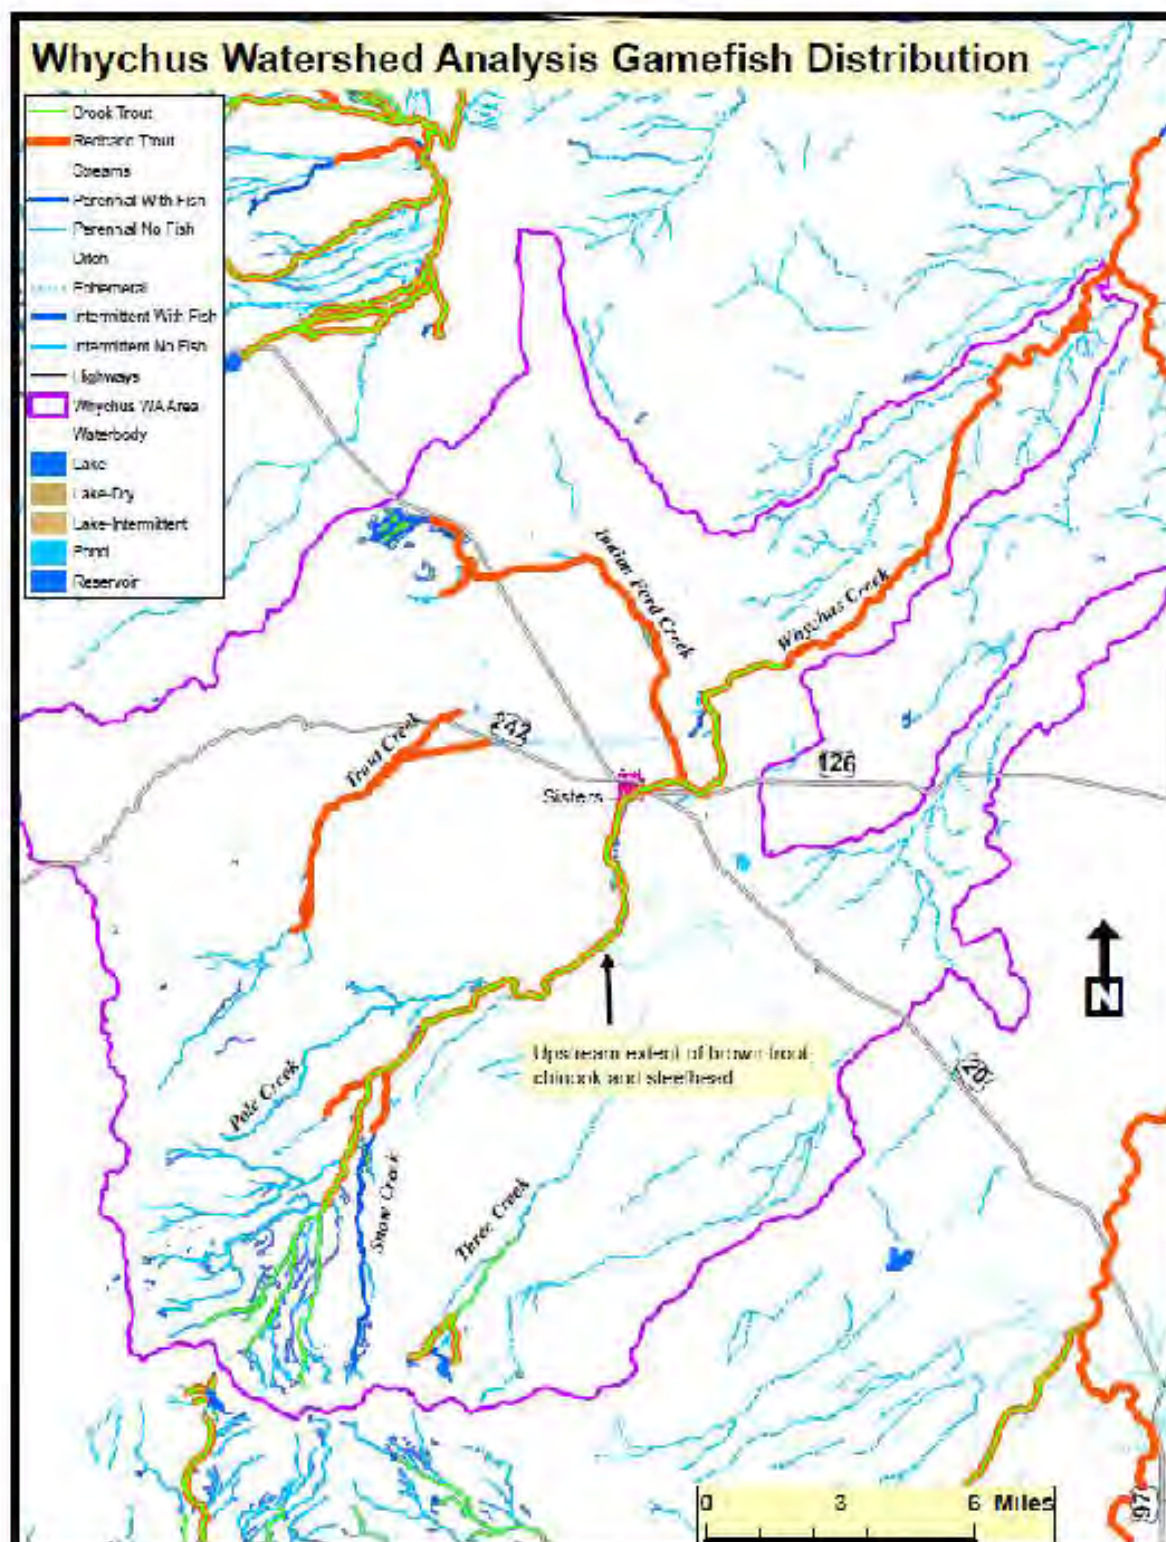 Whychus Watershed Analysis Gamefish Distribution
Brook Trout
Redband Trout
Streams
Perennial With Fish
Perennial No Fish
Ditch
Ephemeral
Intermittent With Fish
Intermittent No Fish
Highways
Whychus WA Area
Waterbody
Lake
Lake-Dry
Lake-Intermittent
Pond
Reservoir
Indian Ford Creek
Whychus Creek
Trout Creek
242
126
Sisters
N
Upstream extent of brown trout
chinook and steelhead
20
Pole Creek
Snow Creek
Three Creek
0 3 6 Miles
97